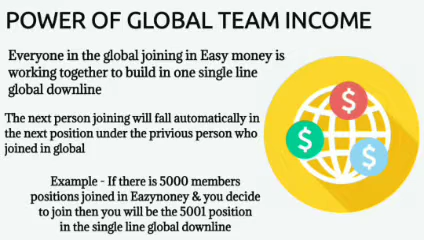 POWER OF GLOBAL TEAM INCOME
Everyone in the global joining in Easy money is
working together to build in one single line
global downline
The next person joining will fall automatically in
the next position under the privious person who
joined in global
Example - If there is 5000 members
positions joined in Eazynoney & you decide
to join then you will be the 5001 position
in the single line global downline
$
$
$